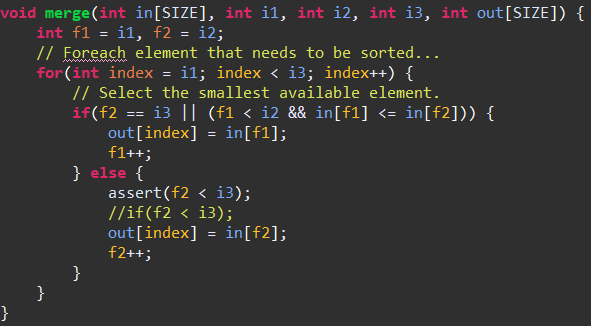 void merge(int in[SIZE], int i1, int i2, int i3, int out[SIZE]) {
    int f1 = i1, f2 = i2;
    // Foreach element that needs to be sorted...
    for(int index = i1; index < i3; index++) {
        // Select the smallest available element.
        if(f2 == i3 || (f1 < i2 && in[f1] <= in[f2])) {
            out[index] = in[f1];
            f1++;
        } else {
            assert(f2 < i3);
            //if(f2 < i3);
            out[index] = in[f2];
            f2++;
        }
    }
}